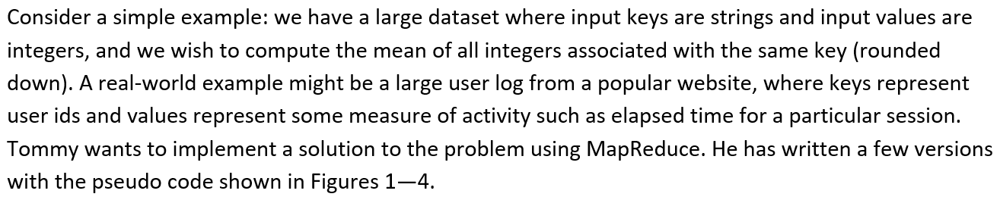 Consider a simple example: we have a large dataset where input keys are strings and input values are
integers, and we wish to compute the mean of all integers associated with the same key (rounded
down). A real-world example might be a large user log from a popular website, where keys represent
user ids and values represent some measure of activity such as elapsed time for a particular session.
Tommy wants to implement a solution to the problem using MapReduce. He has written a few versions
with the pseudo code shown in Figures 1—4.